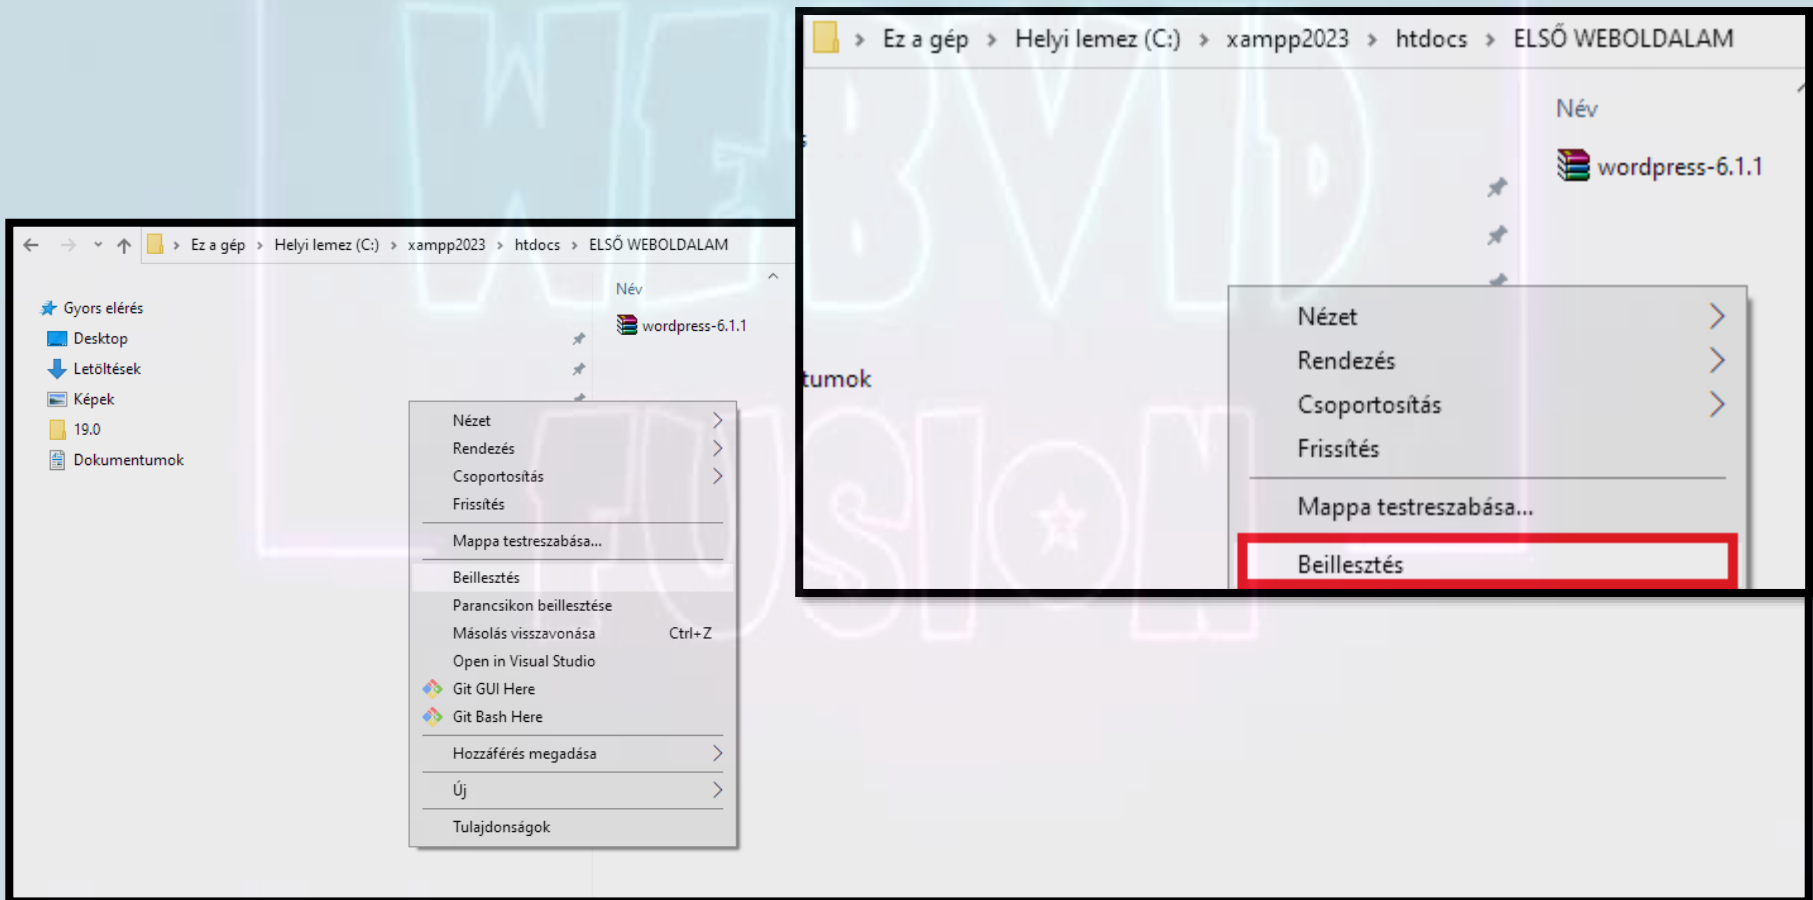 Ez a gép > Helyi lemez (C:) > xampp2023 > htdocs > ELSŐ WEBOLDALAM
Név
wordpress-6.1.1
tumok
Nézet
Rendezés
Csoportosítás
Frissítés
Mappa testreszabása...
Beillesztés
Ez a gép > Helyi lemez (C:) > xampp2023 > htdocs > ELSŐ WEBOLDALAM
Gyors elérés
Desktop
Letöltések
Képek
19.0
Dokumentumok
Név
wordpress-6.1.1
Nézet
Rendezés
Csoportosítás
Frissítés
Mappa testreszabása...
Beillesztés
Parancsikon beillesztése
Másolás visszavonása Ctrl+Z
Open in Visual Studio
Git GUI Here
Git Bash Here
Hozzáférés megadása
Új
Tulajdonságok
WEBVID
FUSION